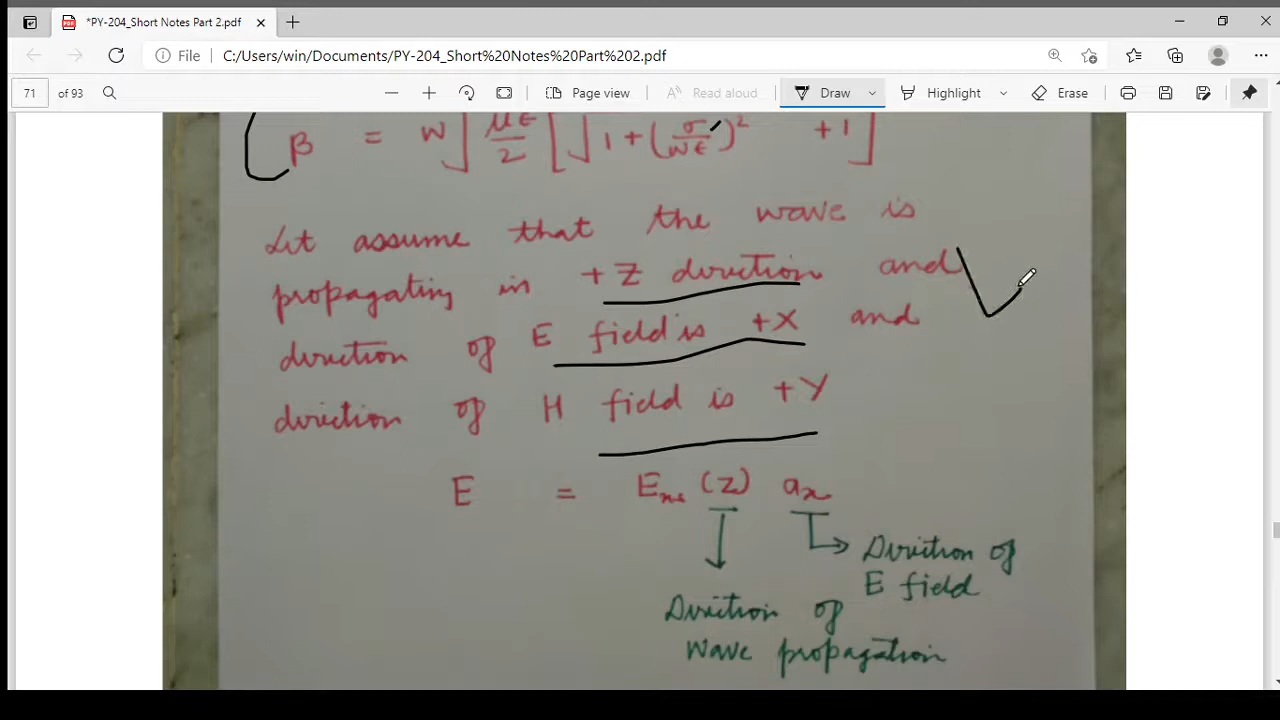 *PY-204_Short Notes Part 2.pdf
File C:/Users/win/Documents/PY-204_Short%20Notes%20Part%202.pdf
71 of 93 Page view Read aloud Draw Highlight Erase
β = W√(με/2 [√1+(σ/Wε)² +1]
Let assume that the wave is
propagating in +Z direction and
direction of E field is +X and
direction of H field is +Y
E = Exs (z) ax
Direction of
E field
Direction of
Wave propagation